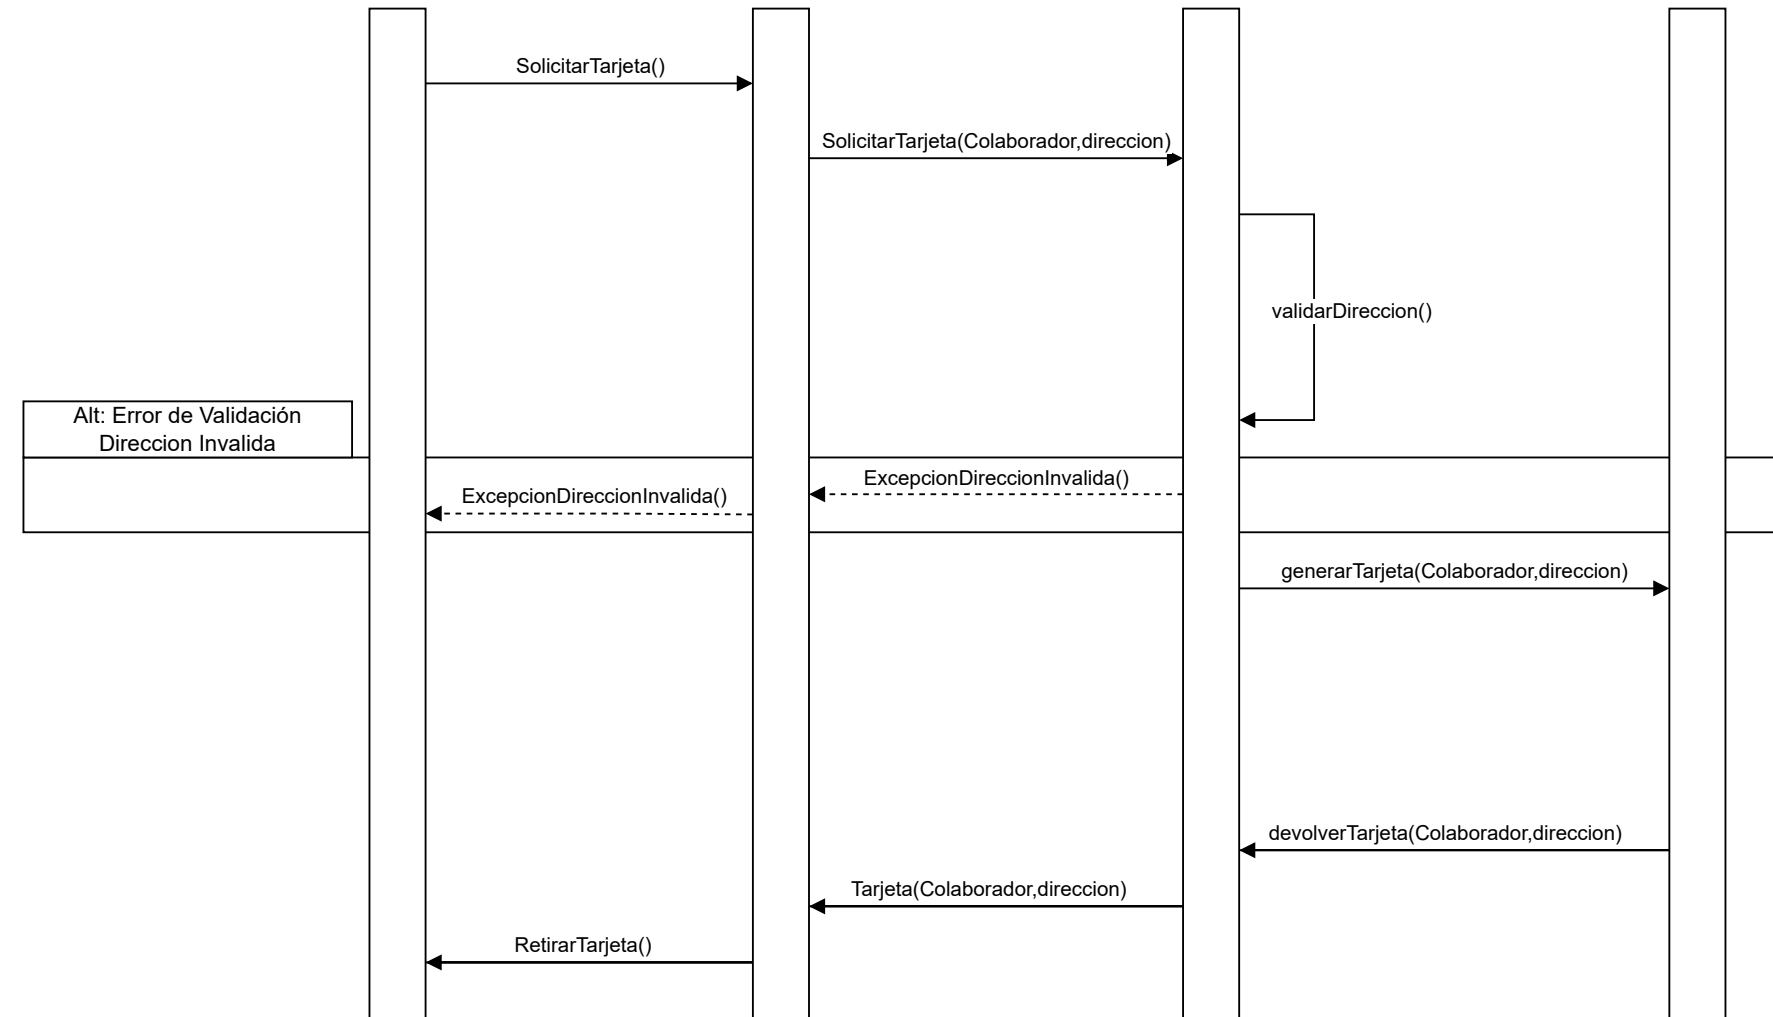 SolicitarTarjeta()
SolicitarTarjeta(Colaborador,direccion)
validarDireccion()
Alt: Error de Validación
Direccion Invalida
ExcepcionDireccionInvalida()
ExcepcionDireccionInvalida()
generarTarjeta(Colaborador,direccion)
devolverTarjeta(Colaborador,direccion)
Tarjeta(Colaborador,direccion)
RetirarTarjeta()